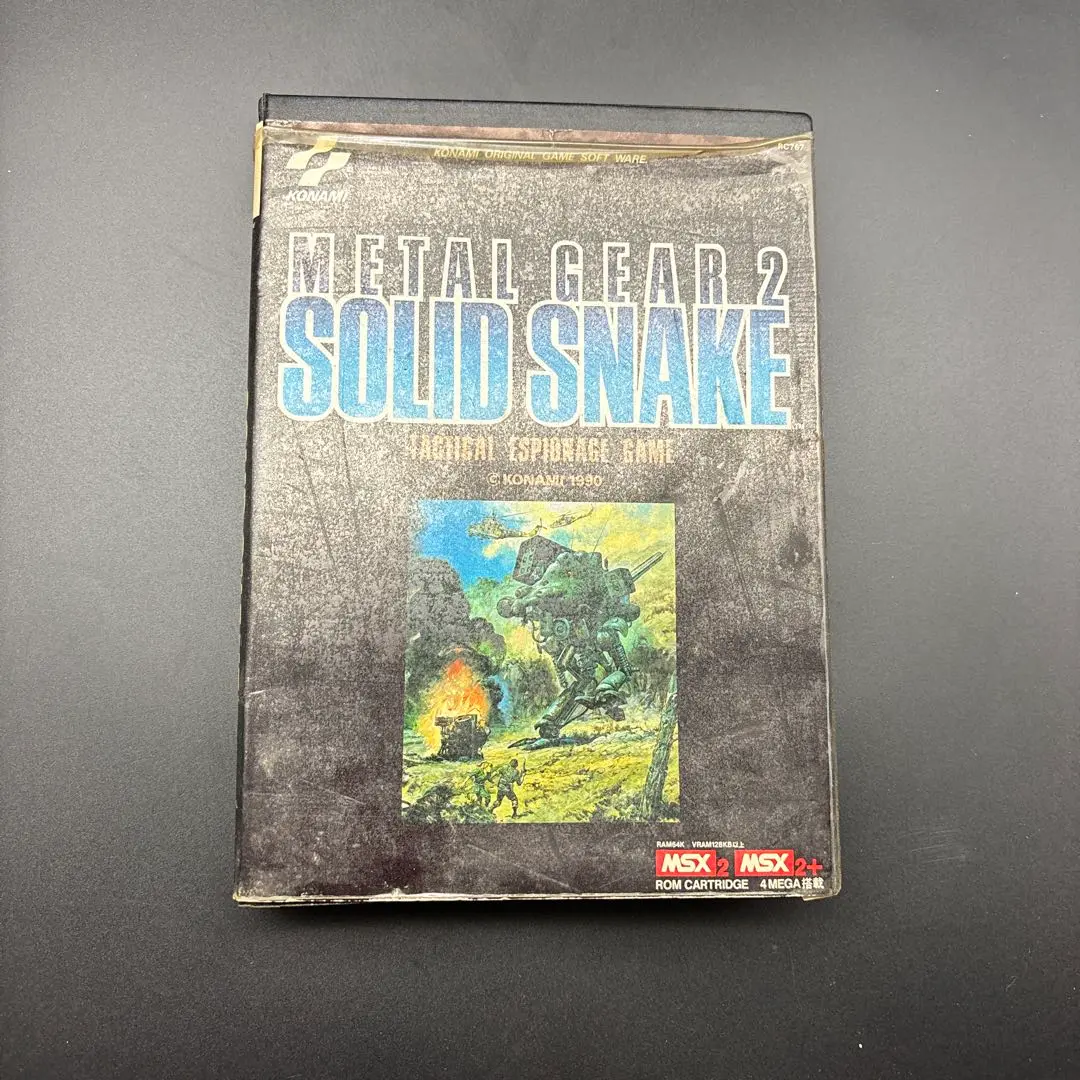 KONAMI ORIGINAL GAME SOFT WARE
RC767
KONAMI
METAL GEAR 2
SOLID SNAKE
TACTICAL ESPIONAGE GAME
© KONAMI 1990
RAM64K VRAM128KB以上
MSX2 MSX2+
ROM CARTRIDGE 4MEGA搭載